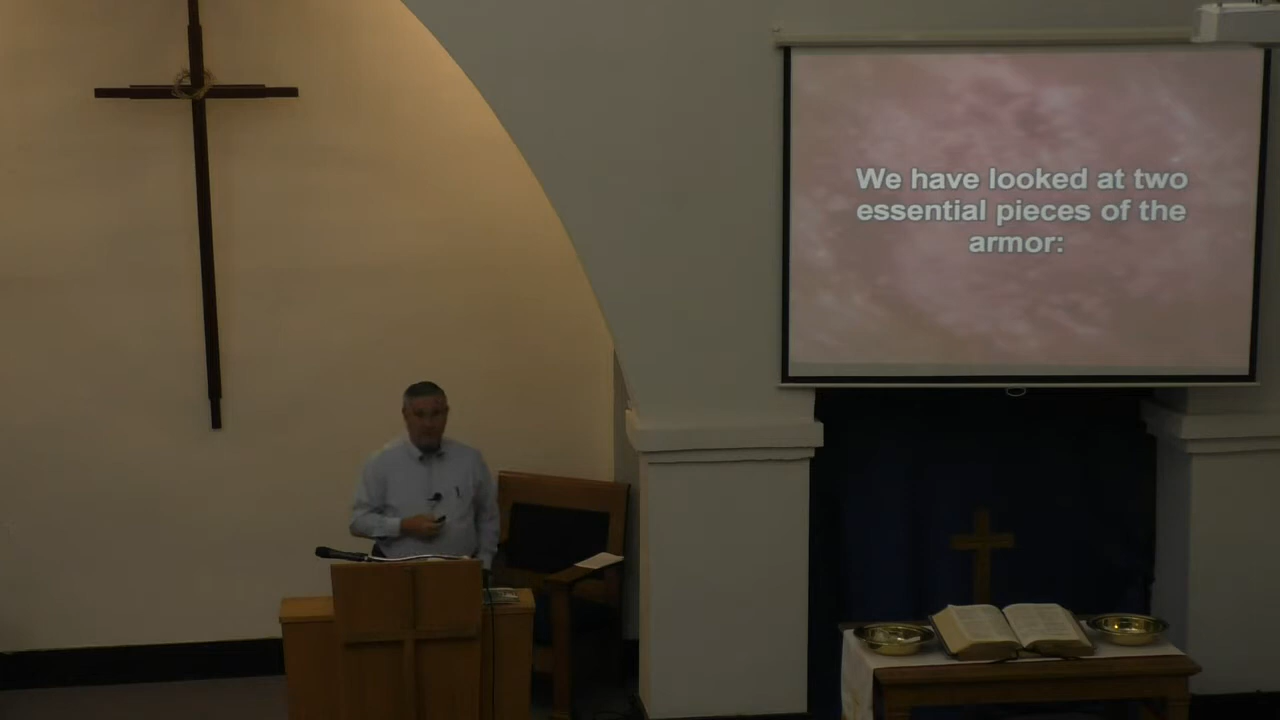 We have looked at two
essential pieces of the
armor: